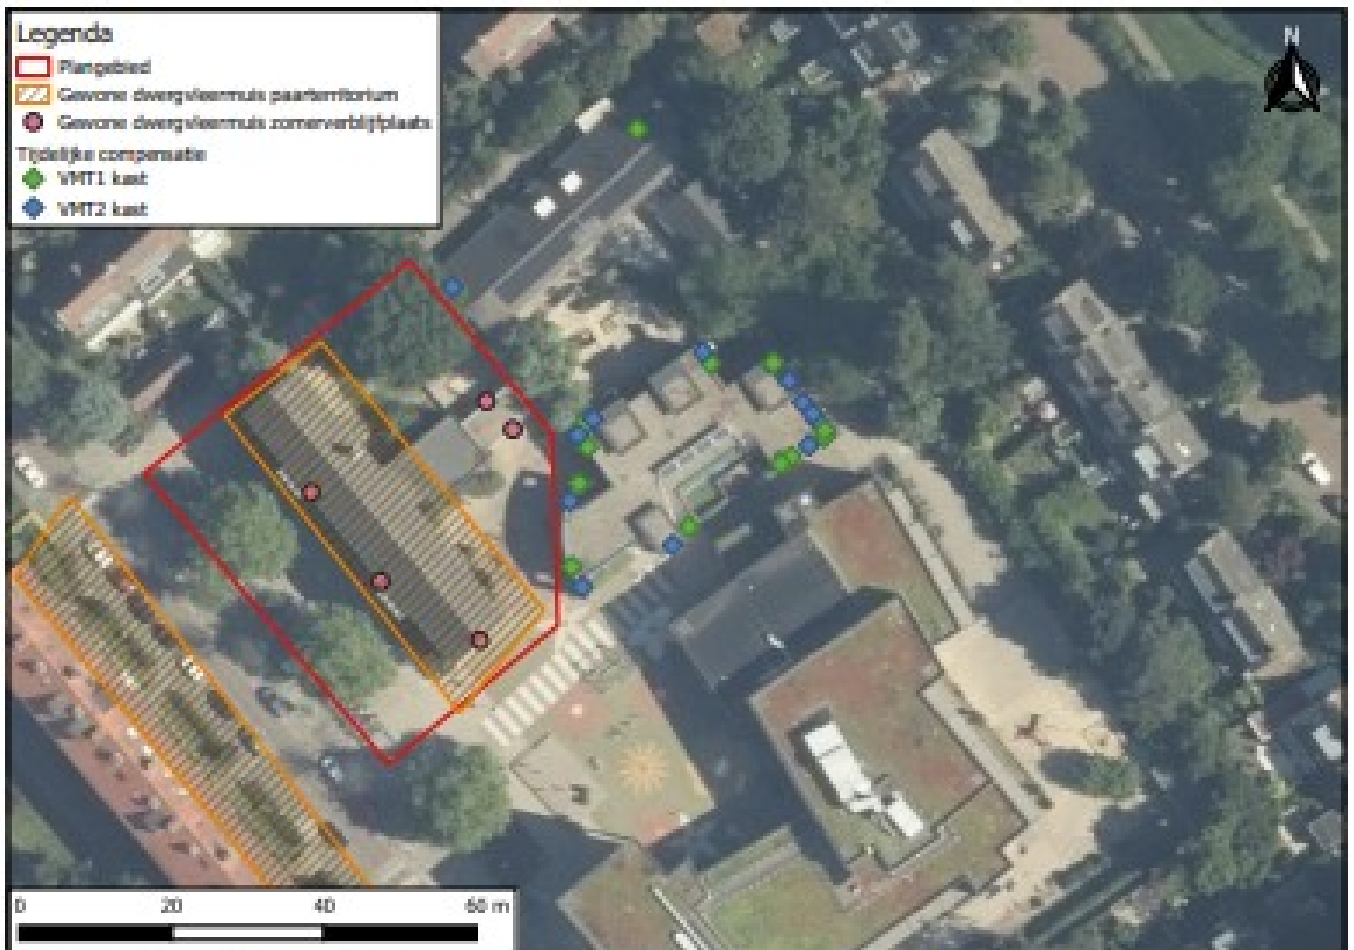 Legenda
Plangebied
Gewone dwergvleermuis paarterritorium
Gewone dwergvleermuis zomerverblijfplaats
Tijdelijke compensatie
VMT1 kast
VMT2 kast
N
0 20 40 60 m